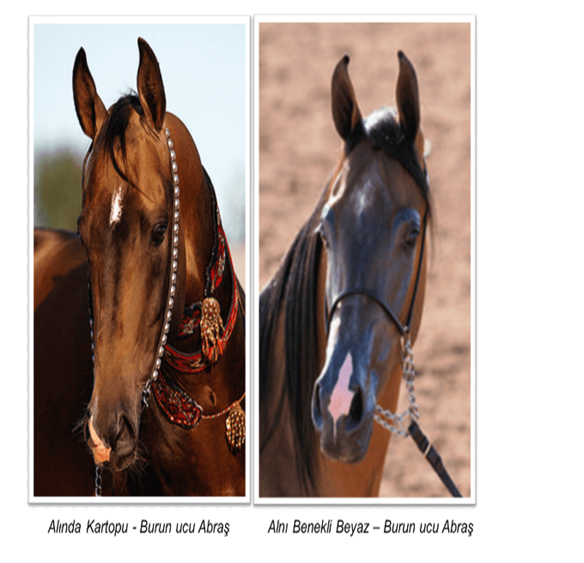 Alında Kartopu - Burun ucu Abraş
Alnı Benekli Beyaz – Burun ucu Abraş